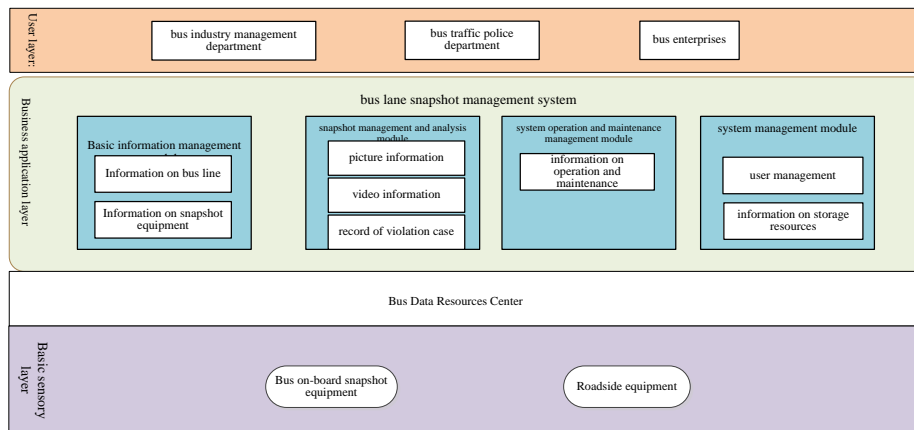 User layer:
bus industry management
department
bus traffic police
department
bus enterprises
Business application layer
bus lane snapshot management system
Basic information management
Information on bus line
Information on snapshot
equipment
snapshot management and analysis
module
picture information
video information
record of violation case
system operation and maintenance
management module
information on
operation and
maintenance
system management module
user management
information on storage
resources
Bus Data Resources Center
Basic sensory
layer
Bus on-board snapshot
equipment
Roadside equipment